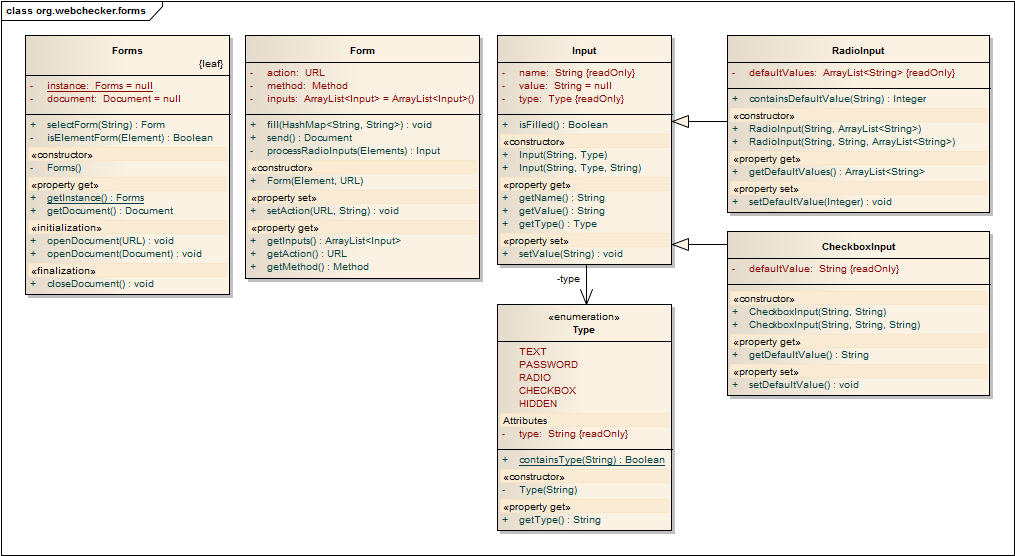 class org.webchecker.forms
Forms
{leaf}
- instance: Forms = null
- document: Document = null
+ selectForm(String) : Form
- isElementForm(Element) : Boolean
«constructor»
- Forms()
«property get»
+ getInstance() : Forms
+ getDocument() : Document
«initialization»
+ openDocument(URL) : void
+ openDocument(Document) : void
«finalization»
+ closeDocument() : void
Form
- action: URL
- method: Method
- inputs: ArrayList<Input> = ArrayList<Input>()
+ fill(HashMap<String, String>) : void
+ send() : Document
- processRadioInputs(Elements) : Input
«constructor»
+ Form(Element, URL)
«property set»
+ setAction(URL, String) : void
«property get»
+ getInputs() : ArrayList<Input>
+ getAction() : URL
+ getMethod() : Method
Input
- name: String {readOnly}
- value: String = null
- type: Type {readOnly}
+ isFilled() : Boolean
«constructor»
+ Input(String, Type)
+ Input(String, Type, String)
«property get»
+ getName() : String
+ getValue() : String
+ getType() : Type
«property set»
+ setValue(String) : void
-type
«enumeration»
Type
TEXT
PASSWORD
RADIO
CHECKBOX
HIDDEN
Attributes
- type: String {readOnly}
+ containsType(String) : Boolean
«constructor»
- Type(String)
«property get»
+ getType() : String
RadioInput
- defaultValues: ArrayList<String> {readOnly}
+ containsDefaultValue(String) : Integer
«constructor»
+ RadioInput(String, ArrayList<String>)
+ RadioInput(String, String, ArrayList<String>)
«property get»
+ getDefaultValues() : ArrayList<String>
«property set»
+ setDefaultValue(Integer) : void
CheckboxInput
- defaultValue: String {readOnly}
«constructor»
+ CheckboxInput(String, String)
+ CheckboxInput(String, String, String)
«property get»
+ getDefaultValue() : String
«property set»
+ setDefaultValue() : void